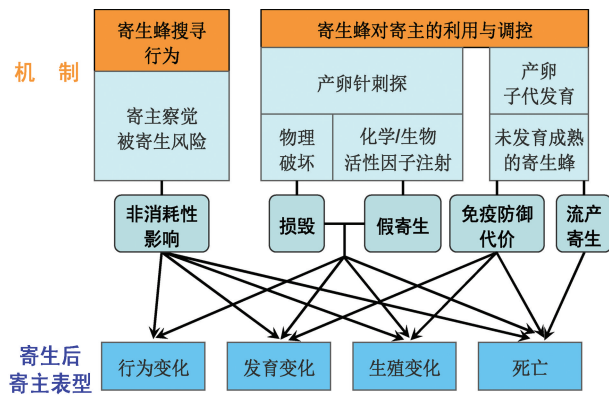 寄生蜂搜寻
行为
寄生蜂对寄主的利用与调控
机 制
寄主察觉
被寄生风险
产卵针刺探
产卵
子代发育
物理
破坏
化学/生物
活性因子注射
未发育成熟
的寄生蜂
非消耗性
影响
损毁
假寄生
免疫防御
代价
流产
寄生
寄生后
寄主表型
行为变化
发育变化
生殖变化
死亡